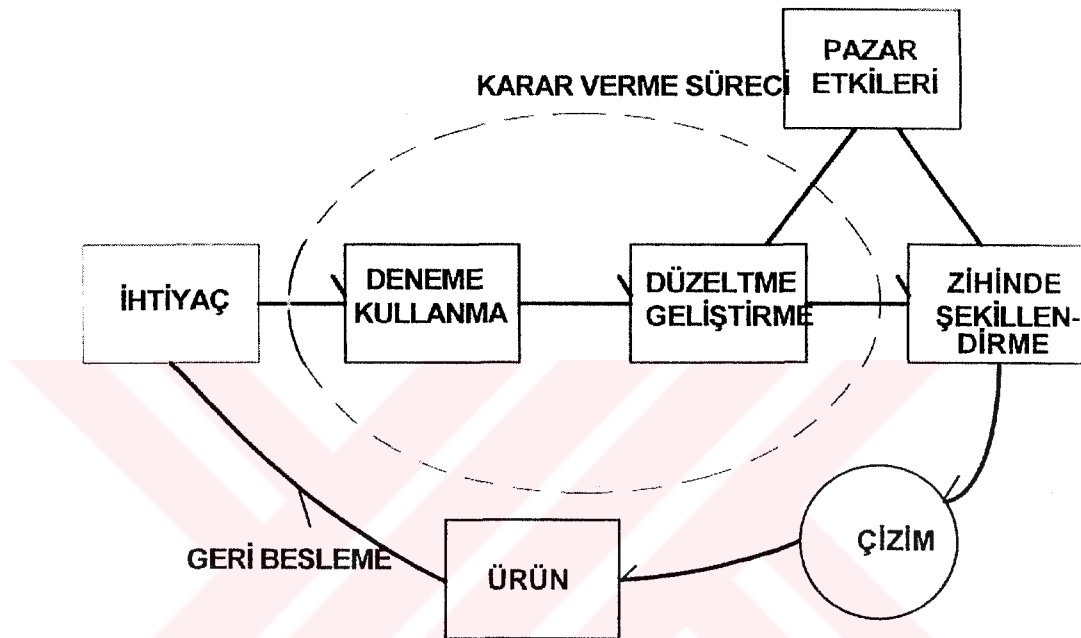 PAZAR
ETKİLERİ
KARAR VERME SÜRECİ
İHTİYAÇ
DENEME
KULLANMA
DÜZELTME
GELİŞTİRME
ZİHİNDE
ŞEKİLLEN-
DİRME
GERİ BESLEME
ÜRÜN
ÇİZİM